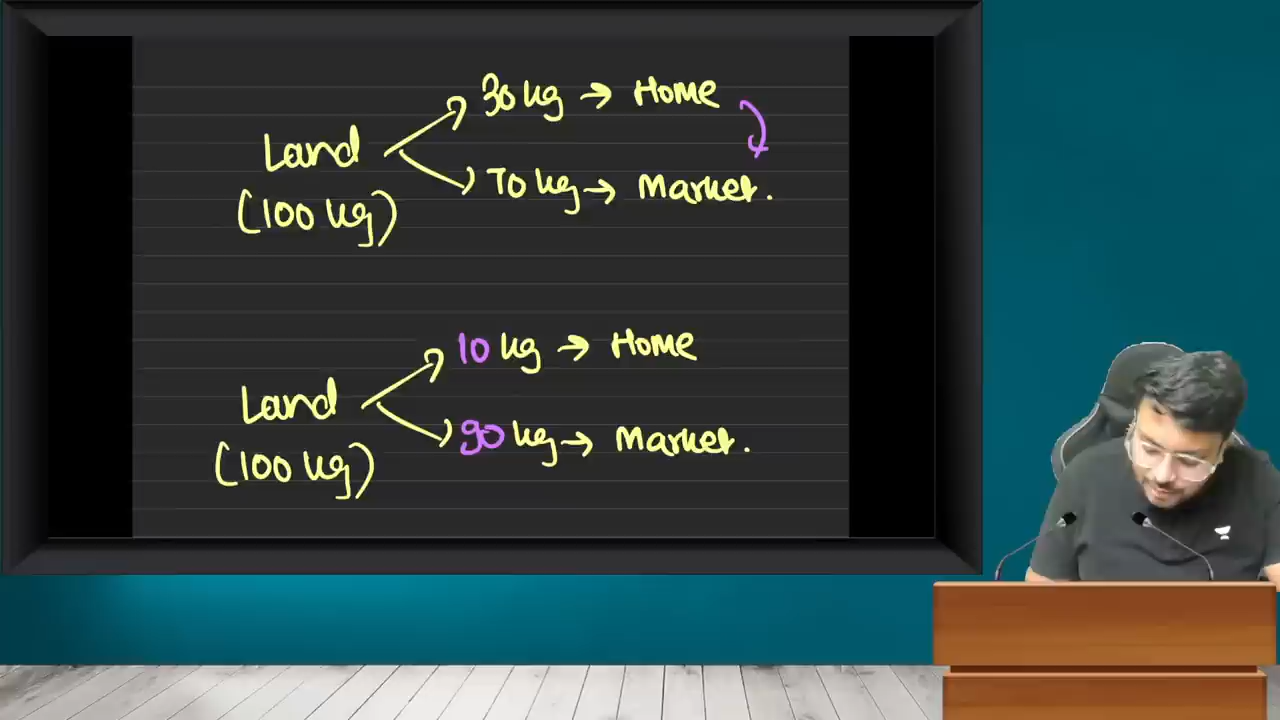 30 kg → Home
Land
(100 kg)
70 kg → Market.
10 kg → Home
Land
(100 kg)
90 kg → Market.